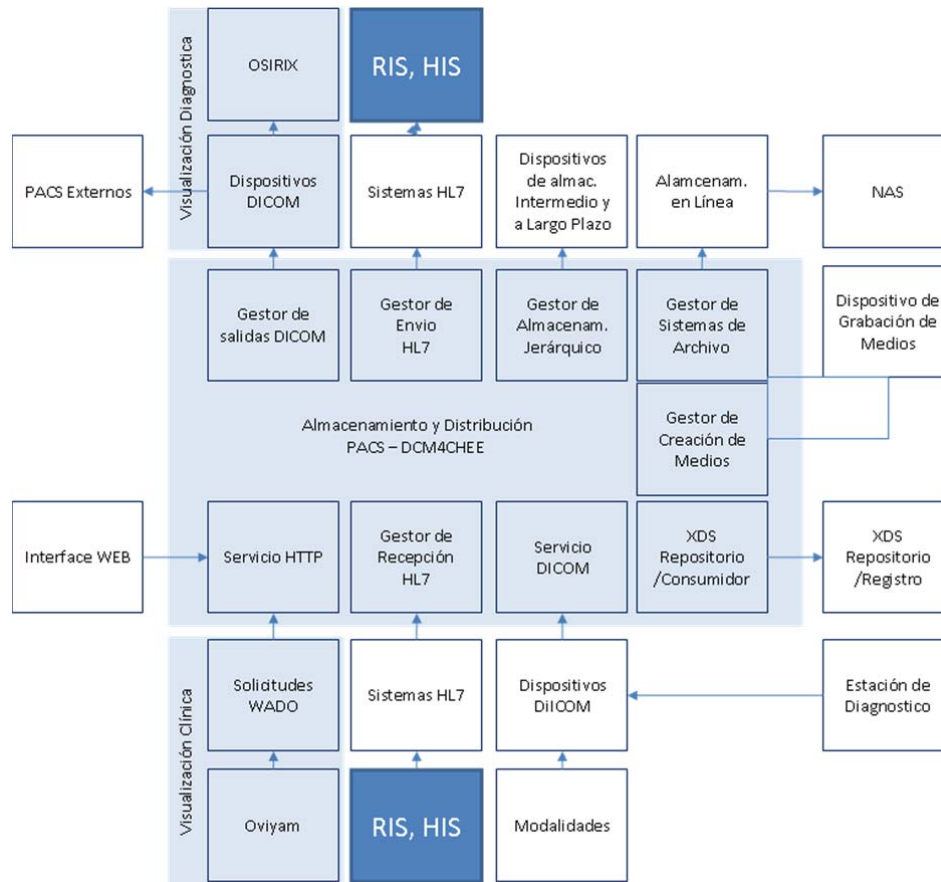 Visualización Diagnostica
OSIRIX
RIS, HIS
PACS Externos
Dispositivos
DICOM
Sistemas HL7
Dispositivos
de almac.
Intermedio y
a Largo Plazo
Alamcenam.
en Línea
NAS
Gestor de
salidas DICOM
Gestor de
Envio
HL7
Gestor de
Almacenam.
Jerárquico
Gestor de
Sistemas de
Archivo
Dispositivo de
Grabación de
Medios
Almacenamiento y Distribución
PACS – DCM4CHEE
Gestor de
Creación de
Medios
Interface WEB
Servicio HTTP
Gestor de
Recepción
HL7
Servicio
DICOM
XDS
Repositorio
/Consumidor
XDS
Repositorio
/Registro
Visualización Clínica
Solicitudes
WADO
Sistemas HL7
Dispositivos
DiICOM
Estación de
Diagnostico
Oviyam
RIS, HIS
Modalidades